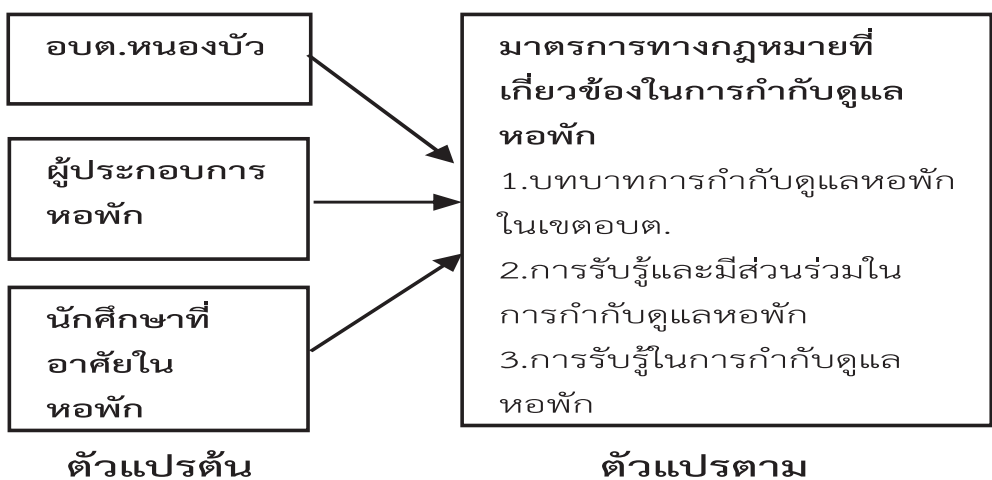 อบต.หนองบัว
ผู้ประกอบการ
หอพัก
นักศึกษาที่
อาศัยใน
หอพัก
ตัวแปรต้น
มาตรการทางกฎหมายที่
เกี่ยวข้องในการกำกับดูแล
หอพัก
1.บทบาทการกำกับดูแลหอพัก
ในเขตอบต.
2.การรับรู้และมีส่วนร่วมใน
การกำกับดูแลหอพัก
3.การรับรู้ในการกำกับดูแล
หอพัก
ตัวแปรตาม